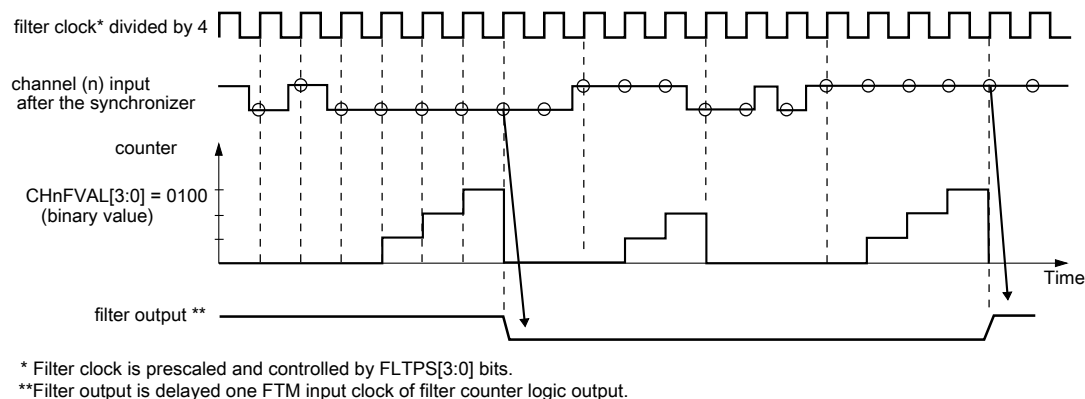 filter clock* divided by 4
channel (n) input
after the synchronizer
counter
CHnFVAL[3:0] = 0100
(binary value)
Time
filter output **
* Filter clock is prescaled and controlled by FLTPS[3:0] bits.
**Filter output is delayed one FTM input clock of filter counter logic output.